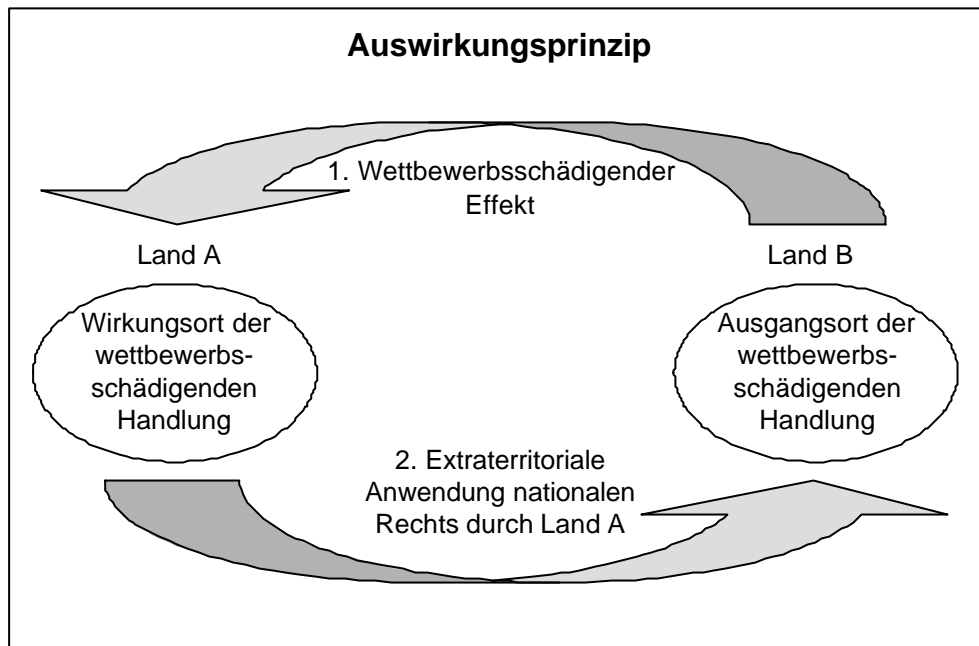 Auswirkungsprinzip
1. Wettbewerbsschädigender
Effekt
Land A
Land B
Wirkungsort der
wettbewerbs-
schädigenden
Handlung
Ausgangsort der
wettbewerbs-
schädigenden
Handlung
2. Extraterritoriale
Anwendung nationalen
Rechts durch Land A